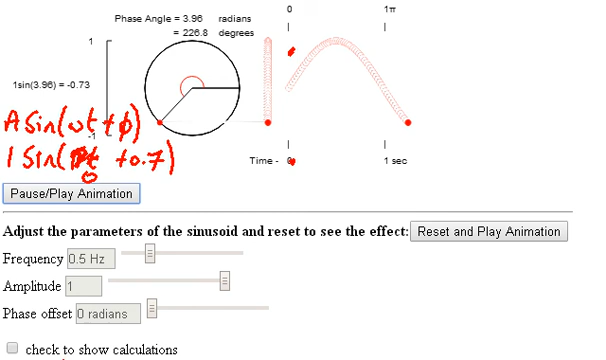 0 1π
Phase Angle = 3.96 radians
= 226.8 degrees
1
1sin(3.96) = -0.73
A Sin(ωt + φ)
-1
1 Sin( t + 0.7)
0
Time - 0 1 sec
Pause/Play Animation
Adjust the parameters of the sinusoid and reset to see the effect: Reset and Play Animation
Frequency 0.5 Hz
Amplitude 1
Phase offset 0 radians
check to show calculations